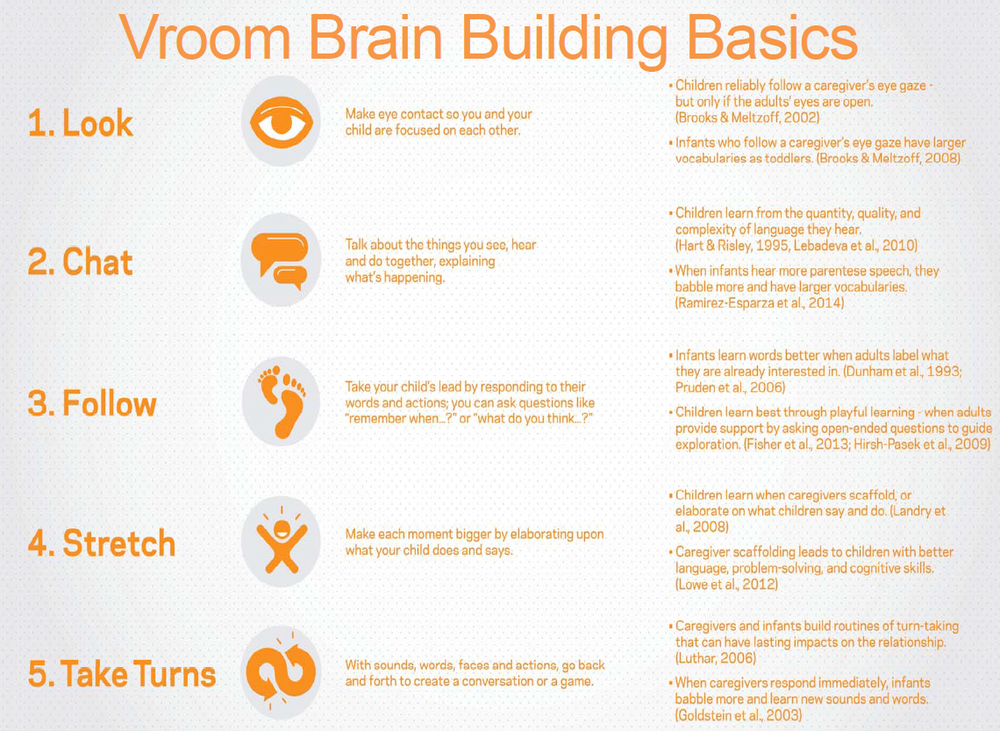 Vroom Brain Building Basics
1. Look
Make eye contact so you and your
child are focused on each other.
▪ Children reliably follow a caregiver's eye gaze -
but only if the adults' eyes are open.
(Brooks & Meltzoff, 2002)
▪ Infants who follow a caregiver's eye gaze have larger
vocabularies as toddlers. (Brooks & Meltzoff, 2008)
2. Chat
Talk about the things you see, hear
and do together, explaining
what's happening.
▪ Children learn from the quantity, quality, and
complexity of language they hear.
(Hart & Risley, 1995, Lebadeva et al., 2010)
▪ When infants hear more parentese speech, they
babble more and have larger vocabularies.
(Ramirez-Esparza et al., 2014)
3. Follow
Take your child's lead by responding to their
words and actions; you can ask questions like
"remember when...?" or "what do you think...?"
▪ Infants learn words better when adults label what
they are already interested in. (Dunham et al., 1993;
Pruden et al., 2006)
▪ Children learn best through playful learning - when adults
provide support by asking open-ended questions to guide
exploration. (Fisher et al., 2013; Hirsh-Pasek et al., 2009)
4. Stretch
Make each moment bigger by elaborating upon
what your child does and says.
▪ Children learn when caregivers scaffold, or
elaborate on what children say and do. (Landry et
al., 2008)
▪ Caregiver scaffolding leads to children with better
language, problem-solving, and cognitive skills.
(Lowe et al., 2012)
5. Take Turns
With sounds, words, faces and actions, go back
and forth to create a conversation or a game.
▪ Caregivers and infants build routines of turn-taking
that can have lasting impacts on the relationship.
(Luthar, 2006)
▪ When caregivers respond immediately, infants
babble more and learn new sounds and words.
(Goldstein et al., 2003)